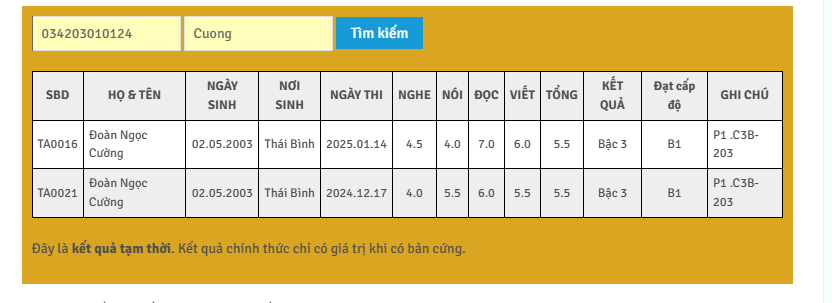 034203010124 Cuong Tìm kiếm
SBD HỌ & TÊN NGÀY SINH NƠI SINH NGÀY THI NGHE NÓI ĐỌC VIẾT TỔNG KẾT QUẢ Đạt cấp độ GHI CHÚ
TA0016 Đoàn Ngọc Cường 02.05.2003 Thái Bình 2025.01.14 4.5 4.0 7.0 6.0 5.5 Bậc 3 B1 P1 .C3B-203
TA0021 Đoàn Ngọc Cường 02.05.2003 Thái Bình 2024.12.17 4.0 5.5 6.0 5.5 5.5 Bậc 3 B1 P1 .C3B-203
Đây là kết quả tạm thời. Kết quả chính thức chỉ có giá trị khi có bản cứng.